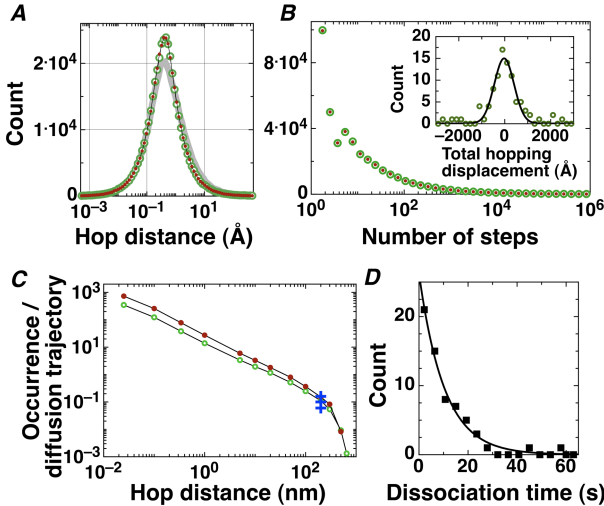 A
Count
2·10⁴
1·10⁴
0
10⁻³
10⁻¹
10¹
Hop distance (Å)
B
8·10⁴
4·10⁴
0
10⁰
10²
10⁴
10⁶
Number of steps
Count
20
15
10
5
0
−2000
0
2000
Total hopping
displacement (Å)
C
Occurrence /
diffusion trajectory
10³
10¹
10⁻¹
10⁻³
10⁻²
10⁰
10²
Hop distance (nm)
D
Count
20
10
0
0
20
40
60
Dissociation time (s)